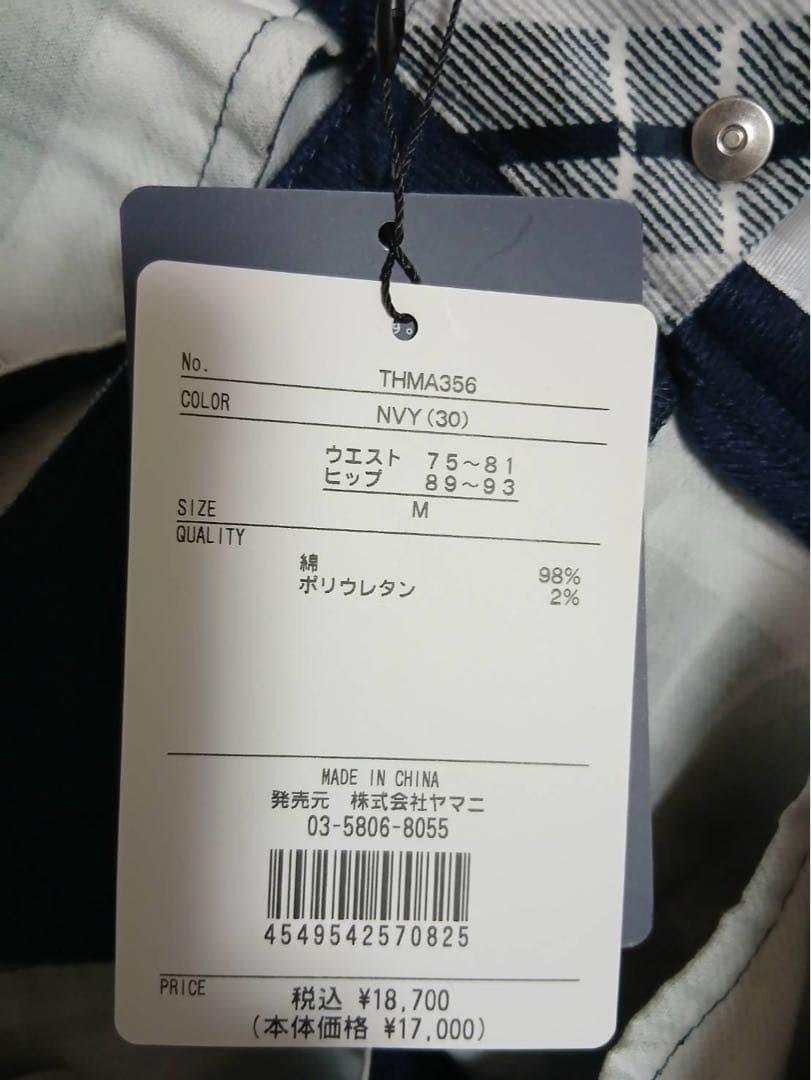 No. THMA356
COLOR NVY(30)
ウエスト 75～81
ヒップ 89～93
SIZE M
QUALITY
綿 98%
ポリウレタン 2%
MADE IN CHINA
発売元 株式会社ヤマニ
03-5806-8055
4549542570825
PRICE 税込 ¥18,700
(本体価格 ¥17,000)